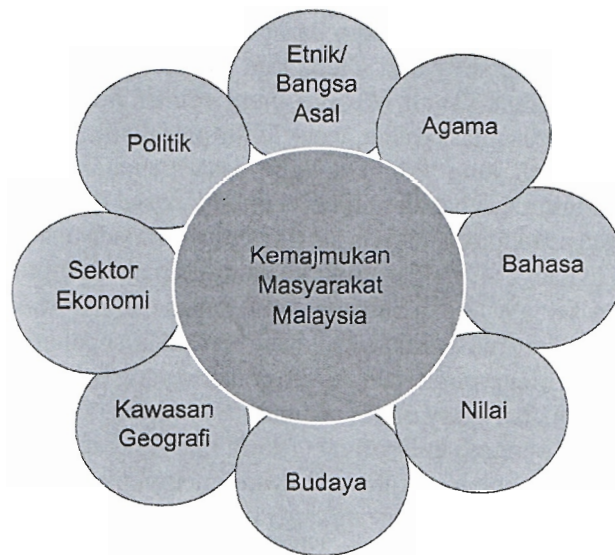 Etnik/
Bangsa
Asal
Agama
Bahasa
Nilai
Budaya
Kawasan
Geografi
Sektor
Ekonomi
Politik
Kemajmukan
Masyarakat
Malaysia